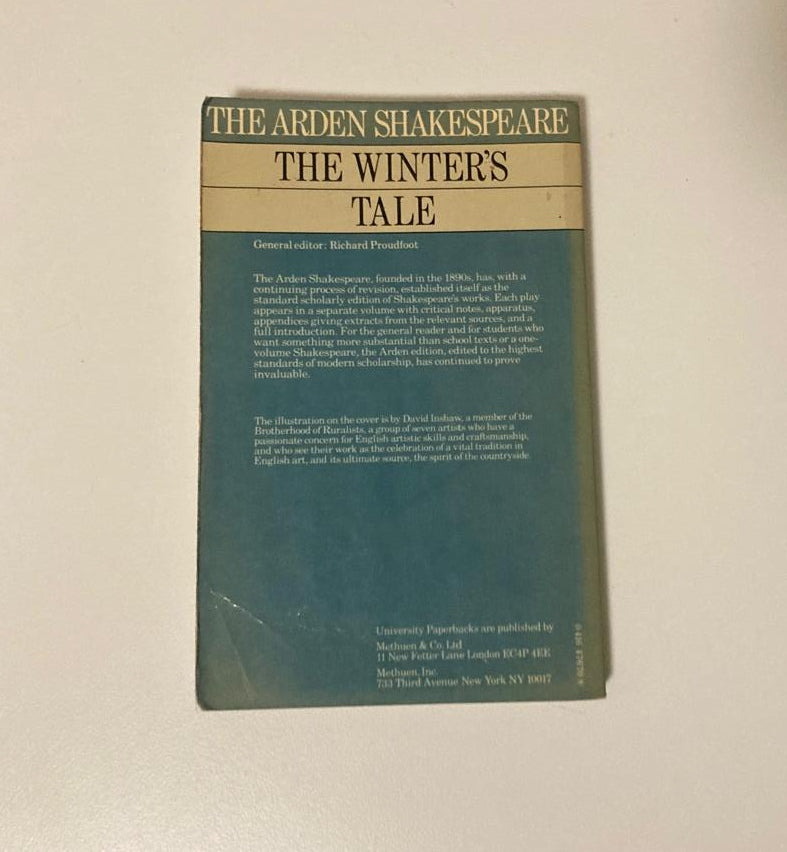 THE ARDEN SHAKESPEARE
THE WINTER'S
TALE
General editor: Richard Proudfoot
The Arden Shakespeare, founded in the 1890s, has, with a
continuing process of revision, established itself as the
standard scholarly edition of Shakespeare's works. Each play
appears in a separate volume with critical notes, apparatus,
appendices giving extracts from the relevant sources, and a
full introduction. For the general reader and for students who
want something more substantial than school texts or a one-
volume Shakespeare, the Arden edition, edited to the highest
standards of modern scholarship, has continued to prove
invaluable.
The illustration on the cover is by David Inshaw, a member of the
Brotherhood of Ruralists, a group of seven artists who have a
passionate concern for English artistic skills and craftsmanship,
and who see their work as the celebration of a vital tradition in
English art, and its ultimate source, the spirit of the countryside.
University Paperbacks are published by
Methuen & Co. Ltd
11 New Fetter Lane London EC4P 4EE
Methuen, Inc.
733 Third Avenue New York NY 10017